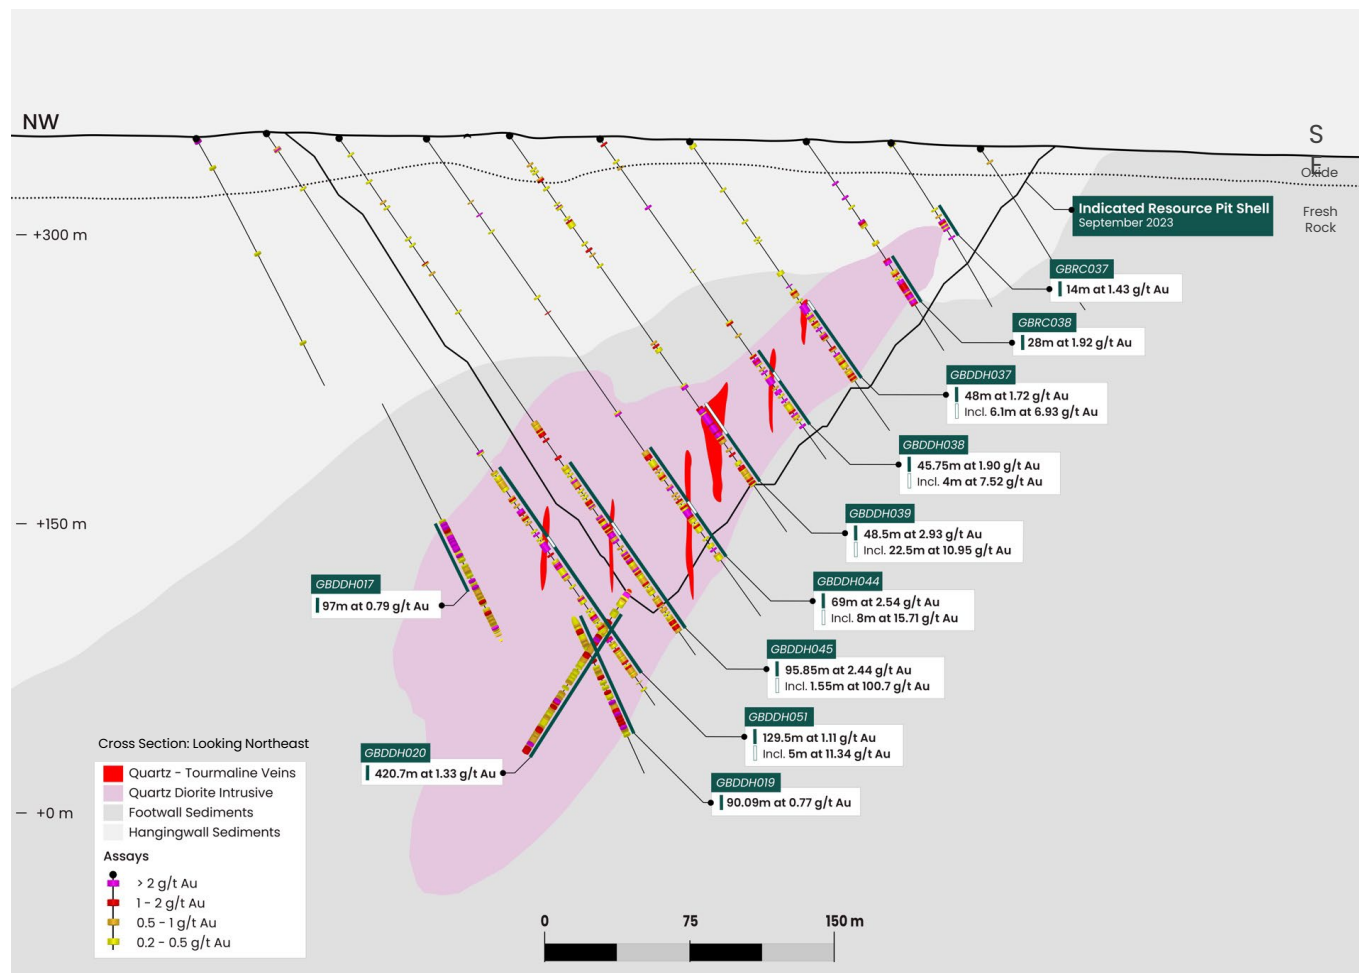 NW
S
E
Oxide
Fresh
Rock
Indicated Resource Pit Shell
September 2023
+300 m
GBRC037
14m at 1.43 g/t Au
GBRC038
28m at 1.92 g/t Au
GBDDH037
48m at 1.72 g/t Au
Incl. 6.1m at 6.93 g/t Au
GBDDH038
45.75m at 1.90 g/t Au
Incl. 4m at 7.52 g/t Au
+150 m
GBDDH039
48.5m at 2.93 g/t Au
Incl. 22.5m at 10.95 g/t Au
GBDDH017
97m at 0.79 g/t Au
GBDDH044
69m at 2.54 g/t Au
Incl. 8m at 15.71 g/t Au
GBDDH045
95.85m at 2.44 g/t Au
Incl. 1.55m at 100.7 g/t Au
GBDDH051
129.5m at 1.11 g/t Au
Incl. 5m at 11.34 g/t Au
GBDDH020
420.7m at 1.33 g/t Au
GBDDH019
90.09m at 0.77 g/t Au
+0 m
Cross Section: Looking Northeast
Quartz - Tourmaline Veins
Quartz Diorite Intrusive
Footwall Sediments
Hangingwall Sediments
Assays
> 2 g/t Au
1 - 2 g/t Au
0.5 - 1 g/t Au
0.2 - 0.5 g/t Au
0 75 150 m